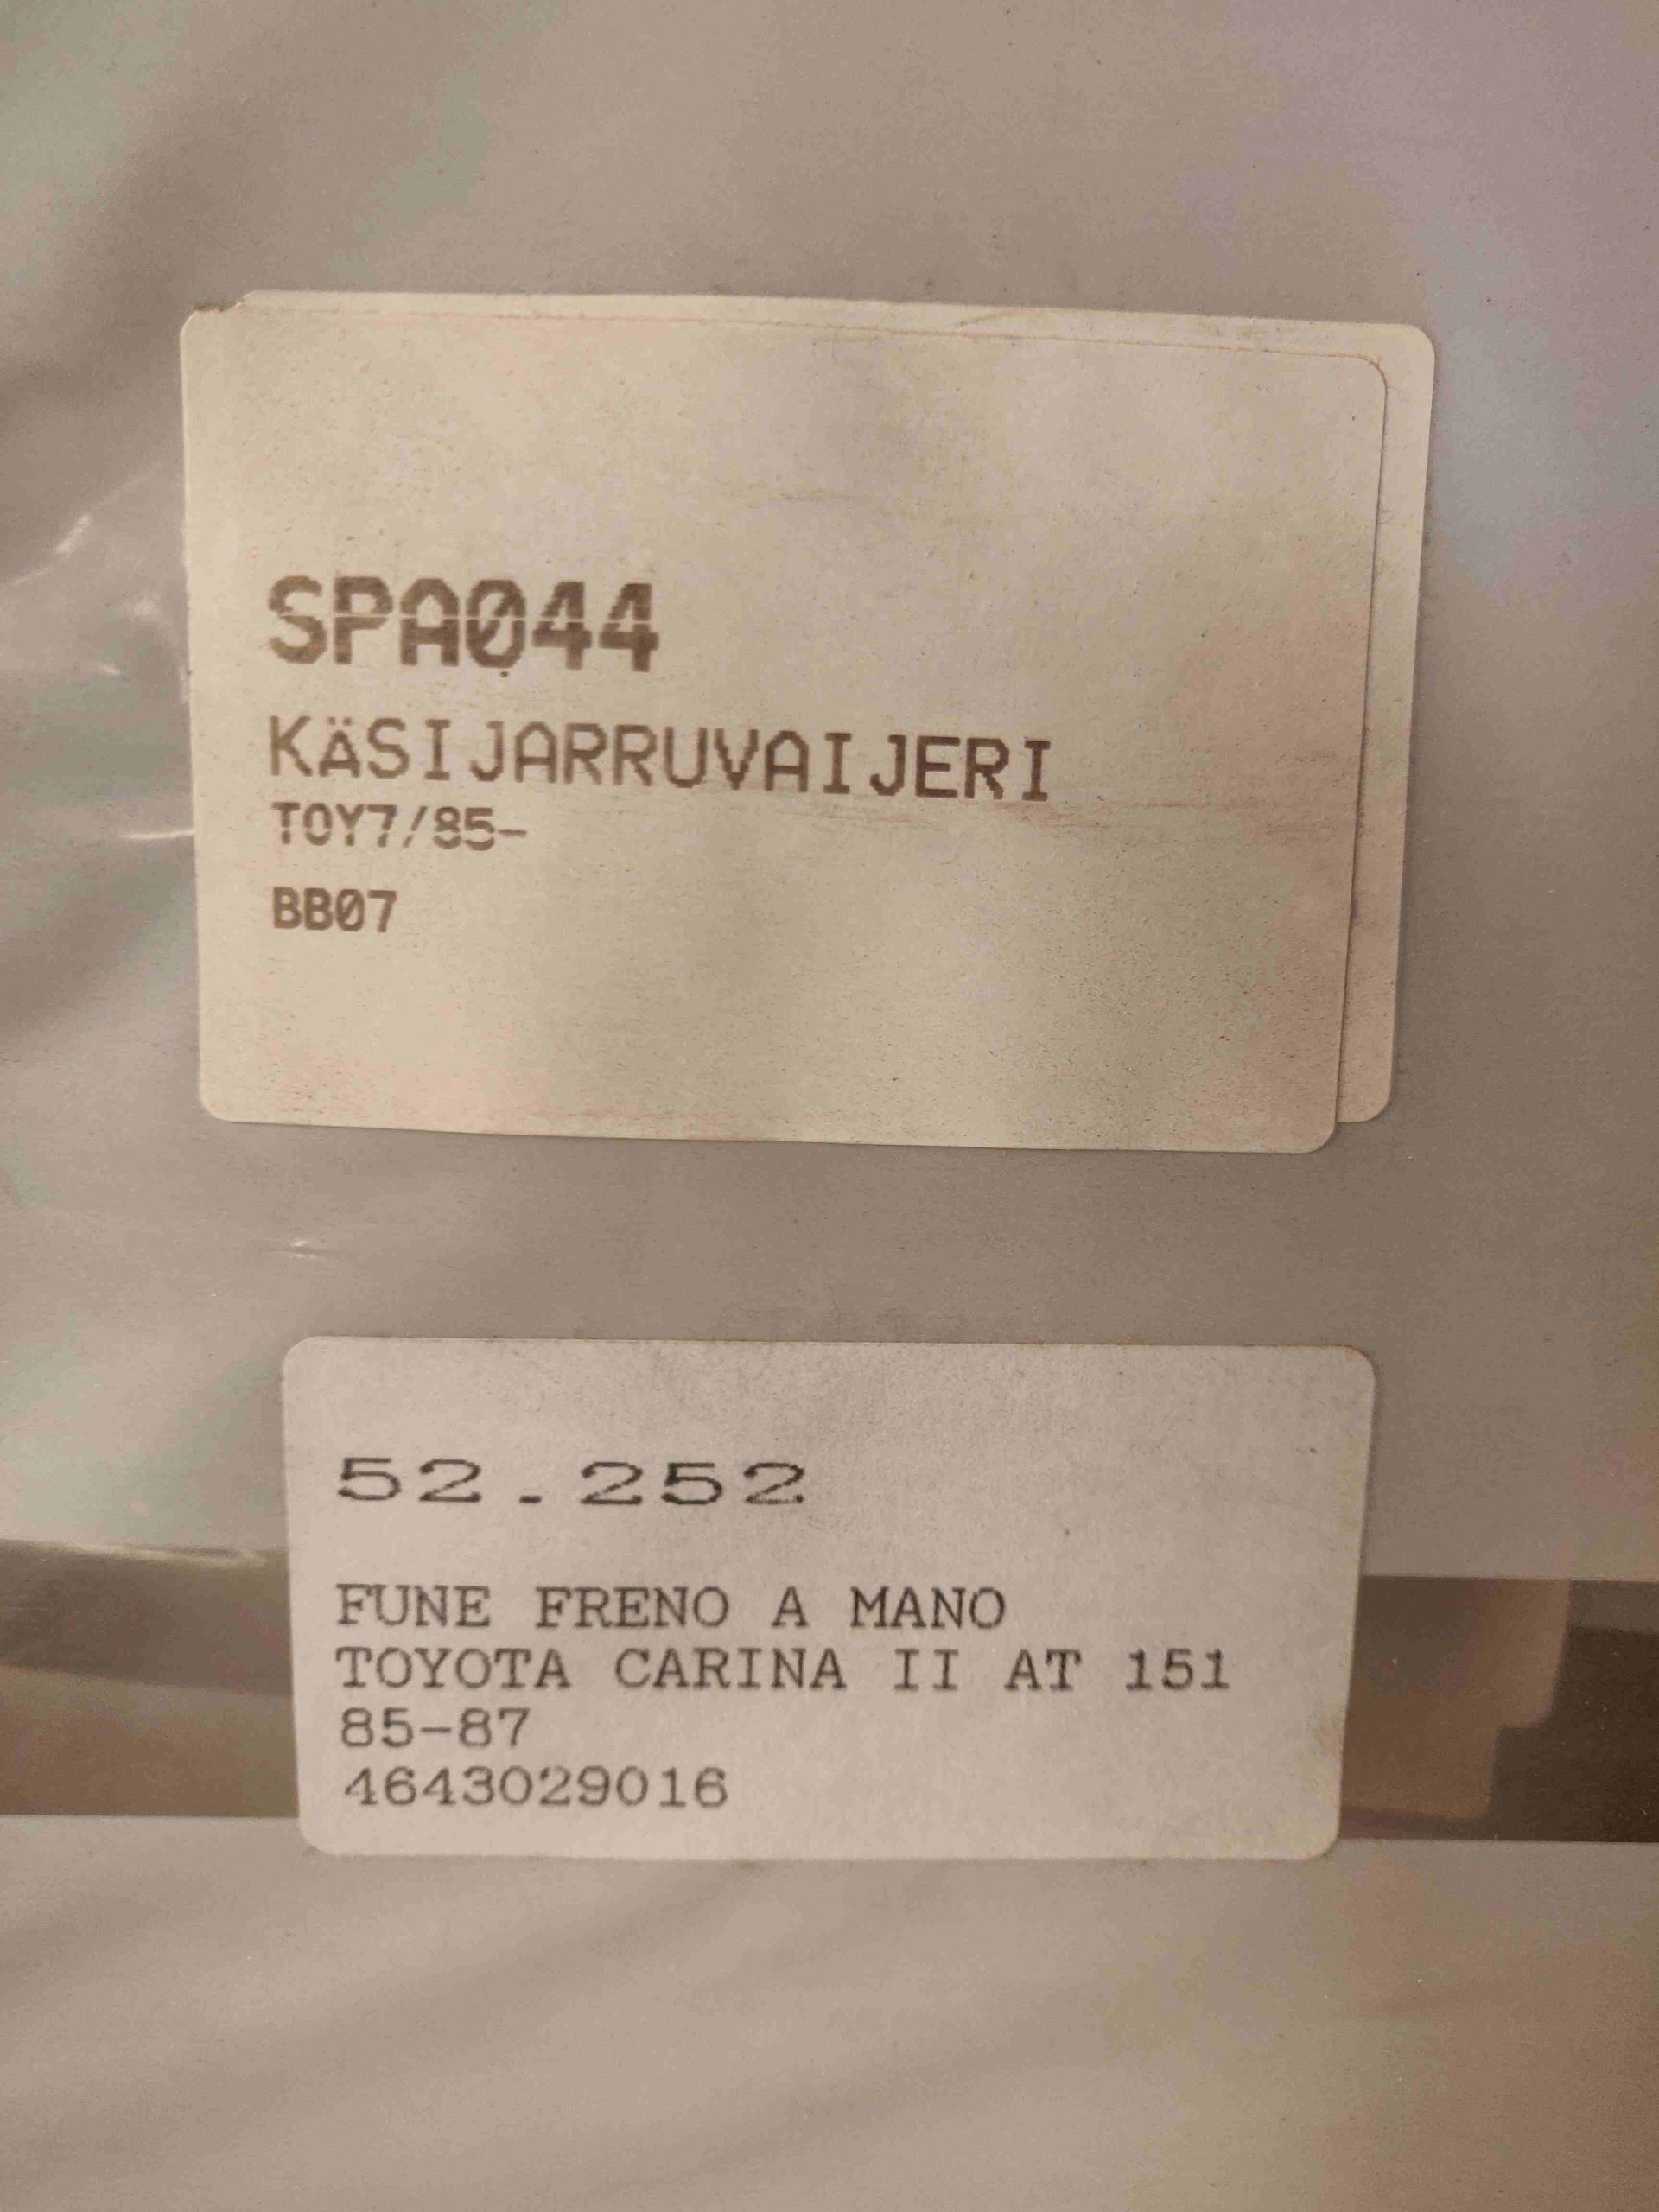 SPA044
KÄSIJARRUVAIJERI
TOY7/85-
BB07
52.252
FUNE FRENO A MANO
TOYOTA CARINA II AT 151
85-87
4643029016